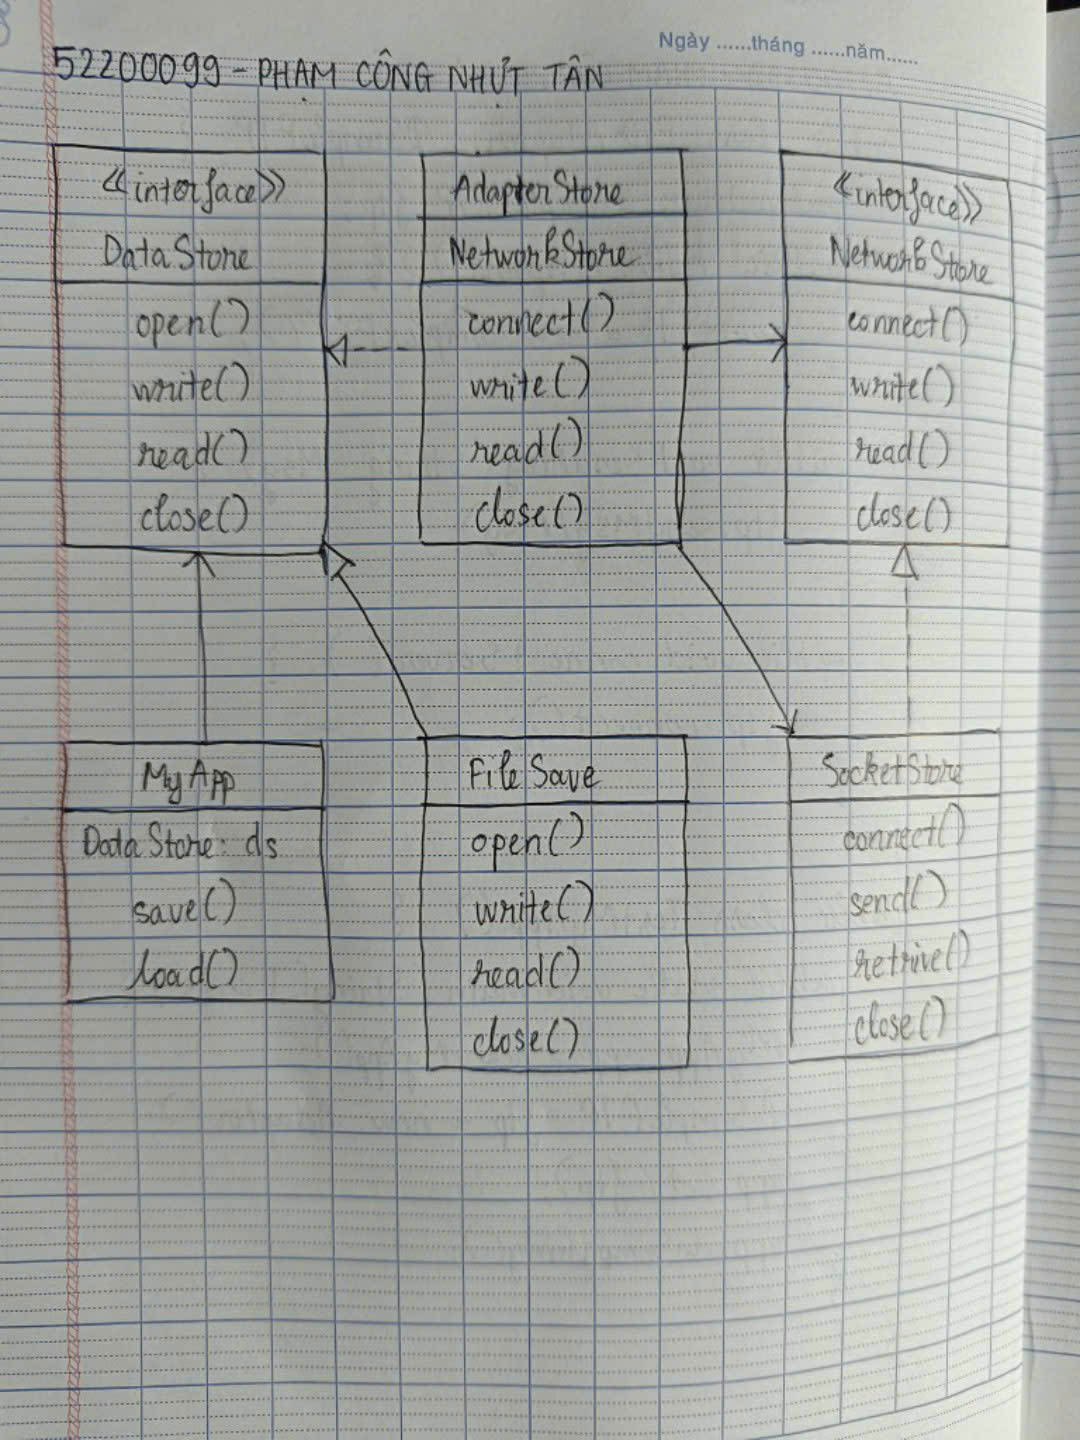 Ngày ......tháng ......năm......
52200099 - PHẠM CÔNG NHỰT TÂN
<<interface>>
DataStore
open()
write()
read()
close()
AdapterStore
NetworkStore
connect()
write()
read()
close()
<<interface>>
NetworkStore
connect()
write()
read()
close()
MyApp
DataStore: ds
save()
load()
FileSave
open()
write()
read()
close()
SocketStore
connect()
send()
retrive()
close()